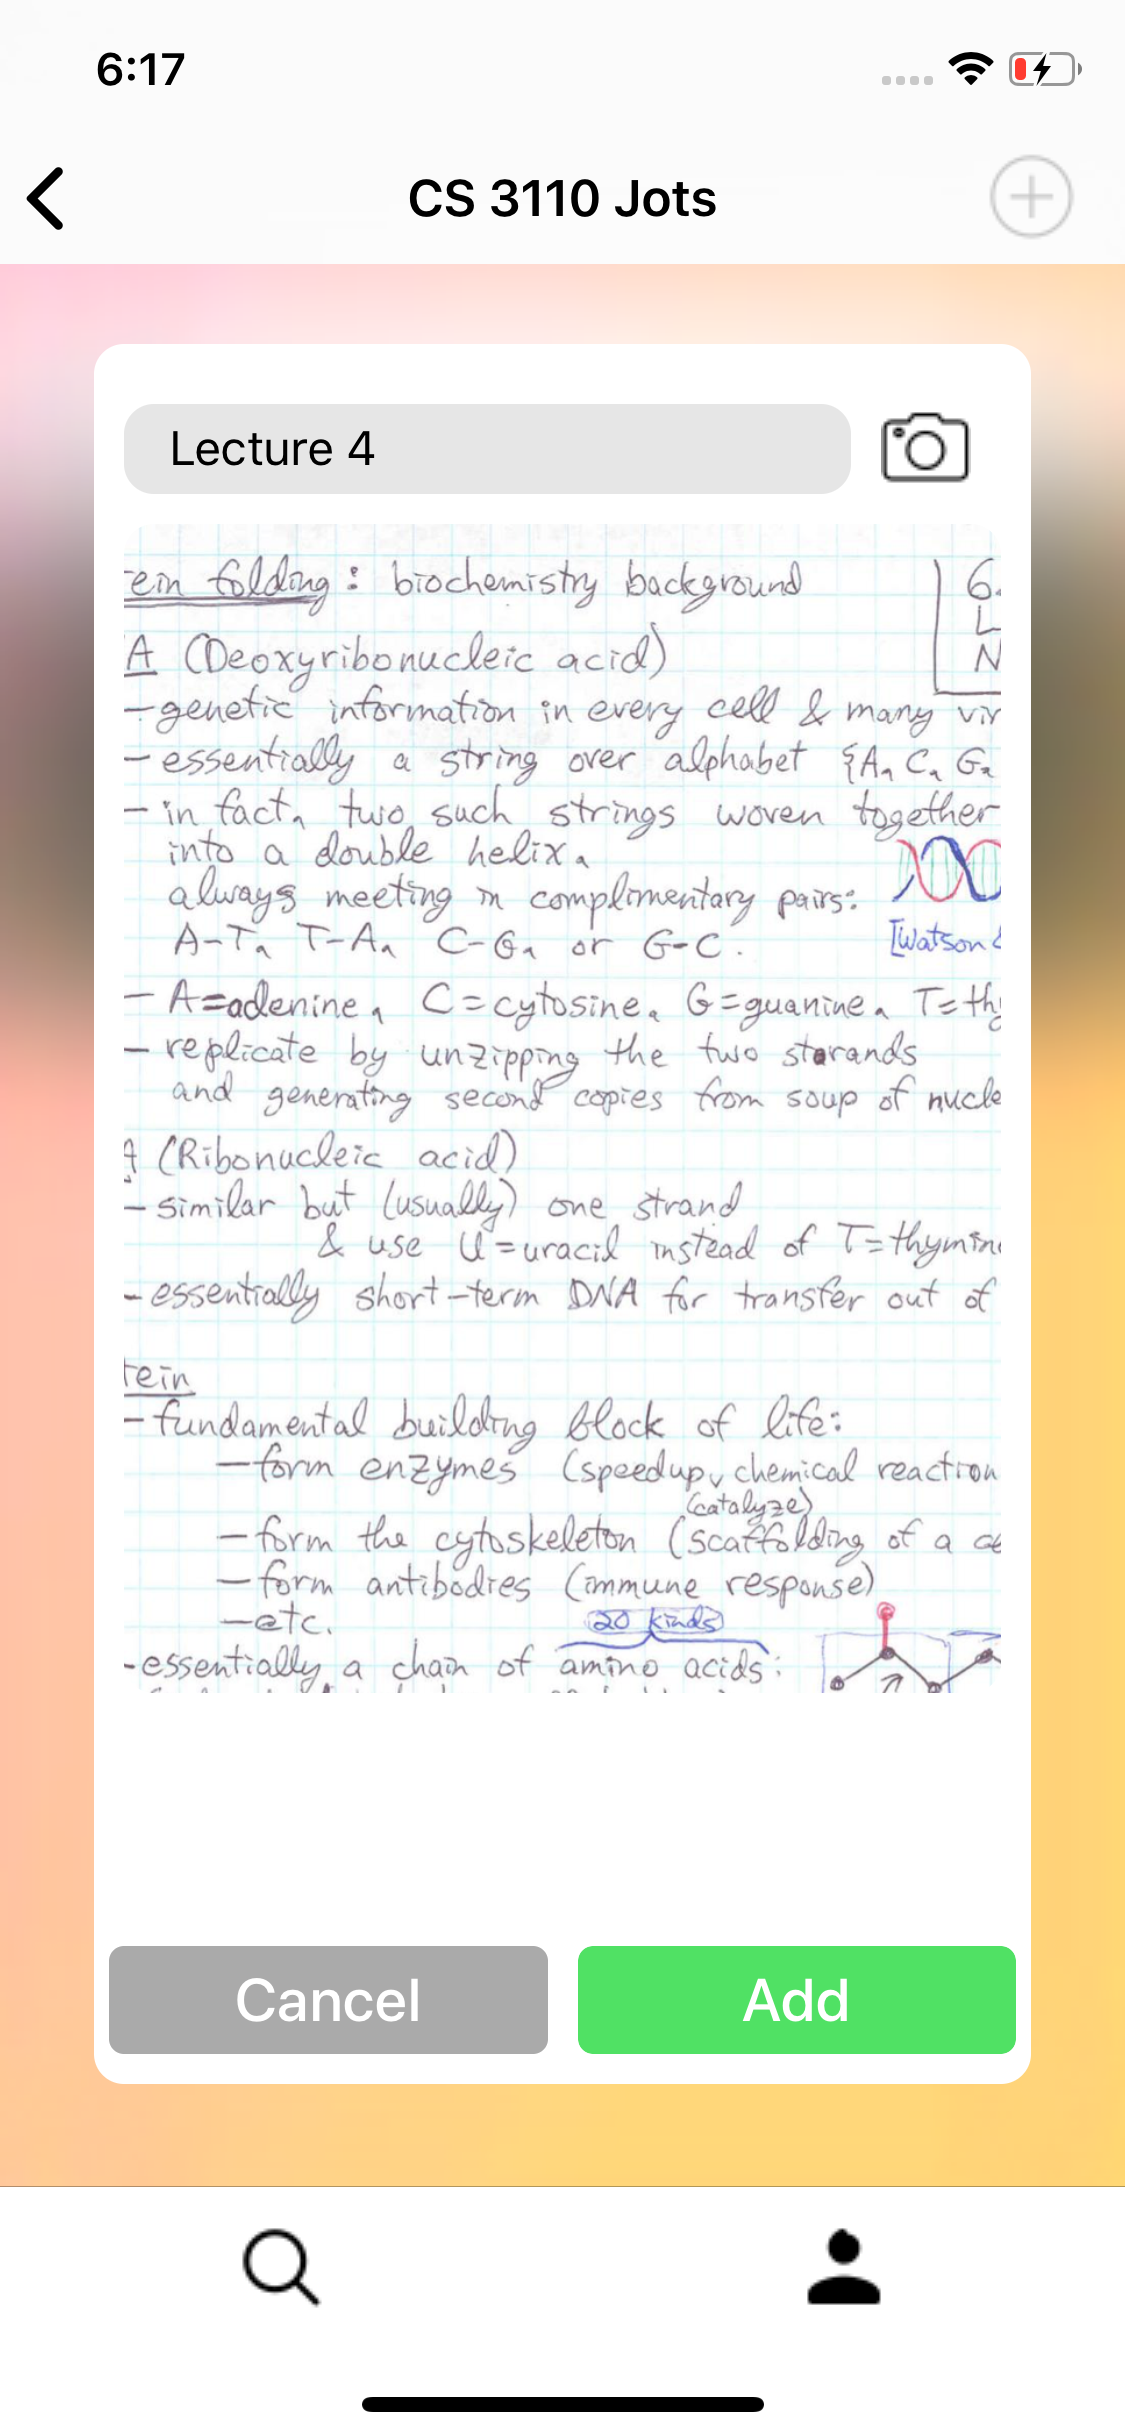 6:17
CS 3110 Jots
Lecture 4
ein folding: biochemistry background
6.
L
A (Deoxyribonucleic acid)
N
- genetic information in every cell & many vir
- essentially a string over alphabet {A, C, G,
- in fact, two such strings woven together
into a double helix,
always meeting in complimentary pairs:
A-T, T-A, C-G, or G-C.
[Watson &
- A=adenine, C=cytosine, G=guanine, T=thy
- replicate by unzipping the two starands
and generating second copies from soup of nucle
A (Ribonucleic acid)
- similar but (usually) one strand
& use U=uracil instead of T=thymine
- essentially short-term DNA for transfer out of
tein
- fundamental building block of life:
- form enzymes (speedup chemical reaction
(catalyze)
- form the cytoskeleton (scaffolding of a ce
- form antibodies (immune response)
- etc.
20 kinds
- essentially a chain of amino acids:
Cancel
Add